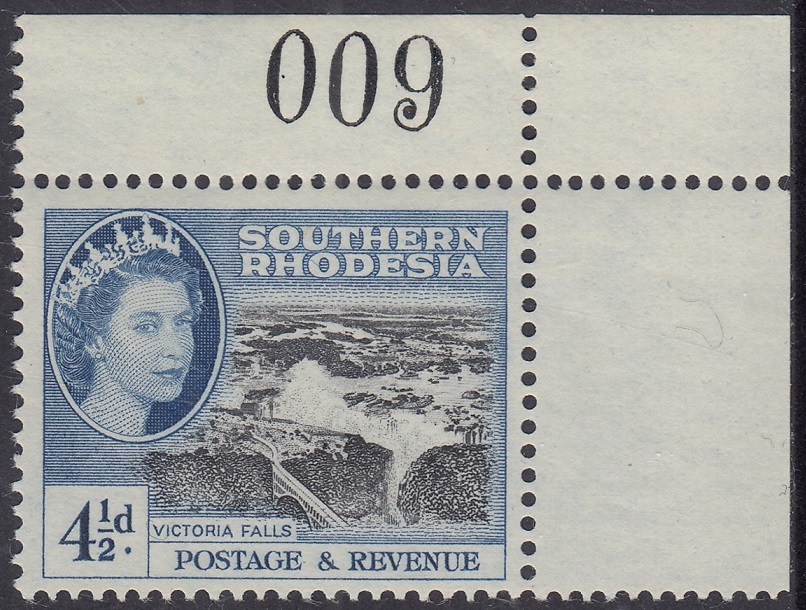 009
SOUTHERN
RHODESIA
4½d.
VICTORIA FALLS
POSTAGE & REVENUE